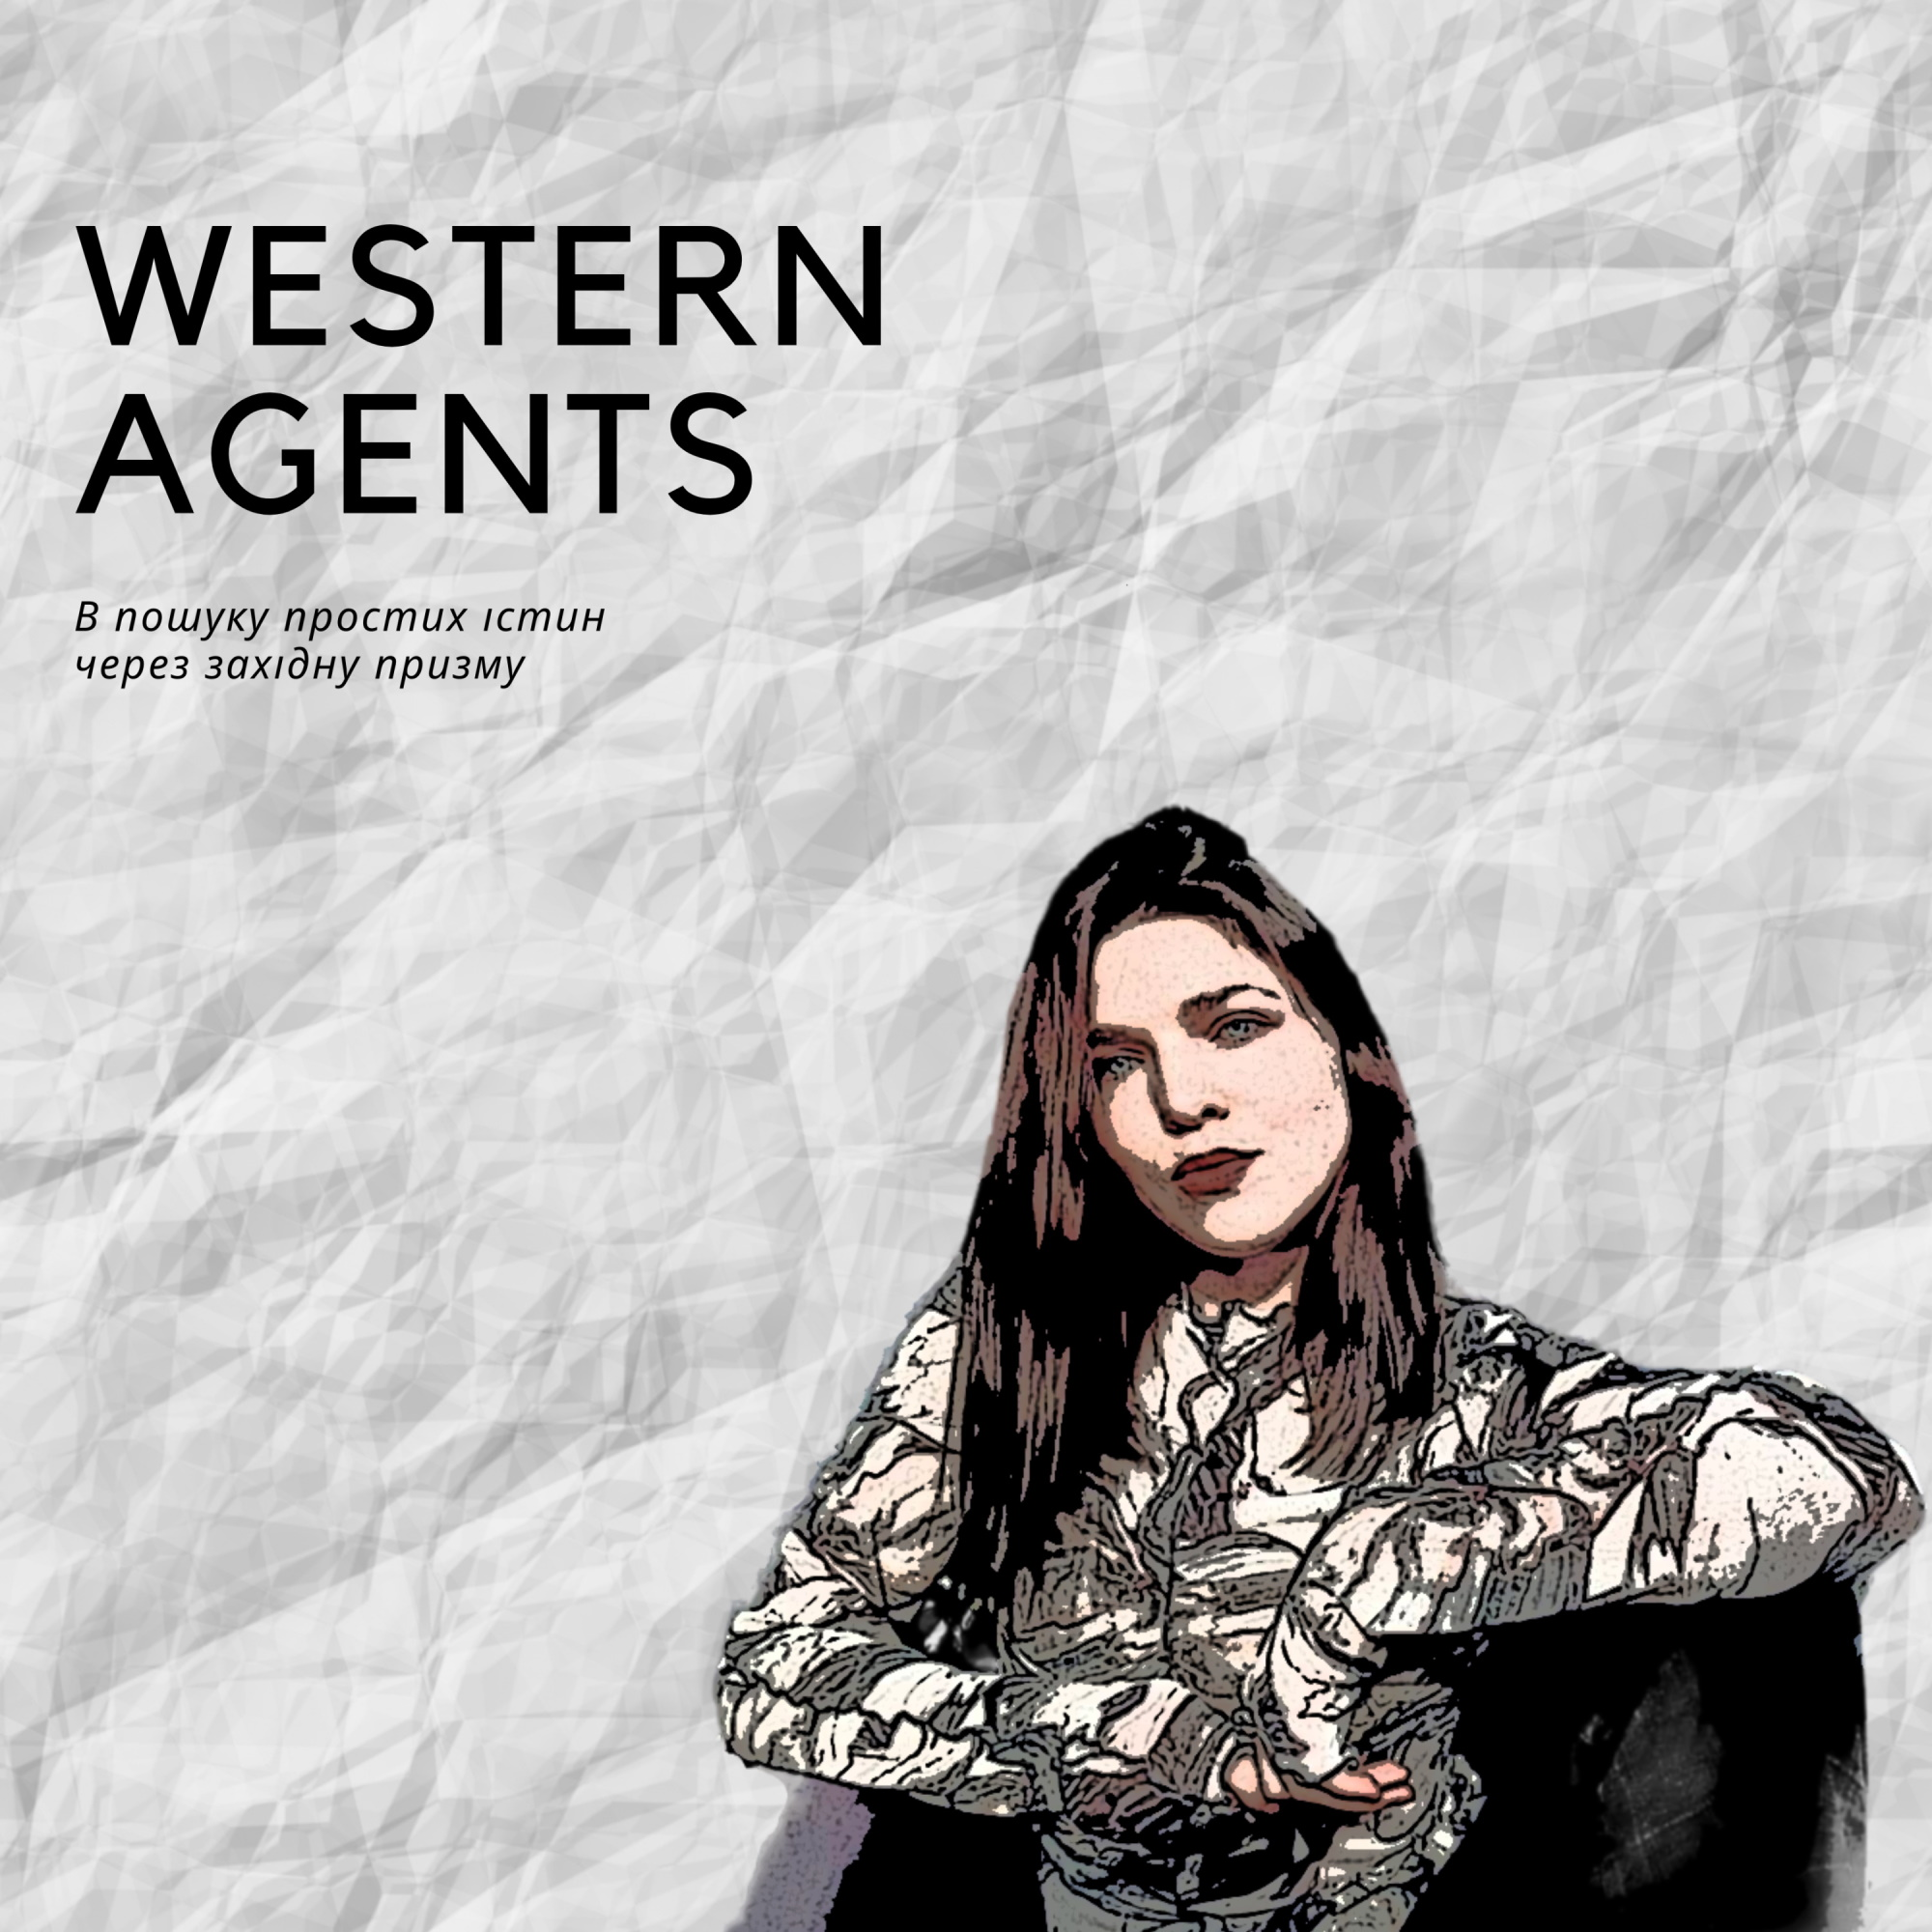 WESTERN
AGENTS
В пошуку простих істин
через західну призму